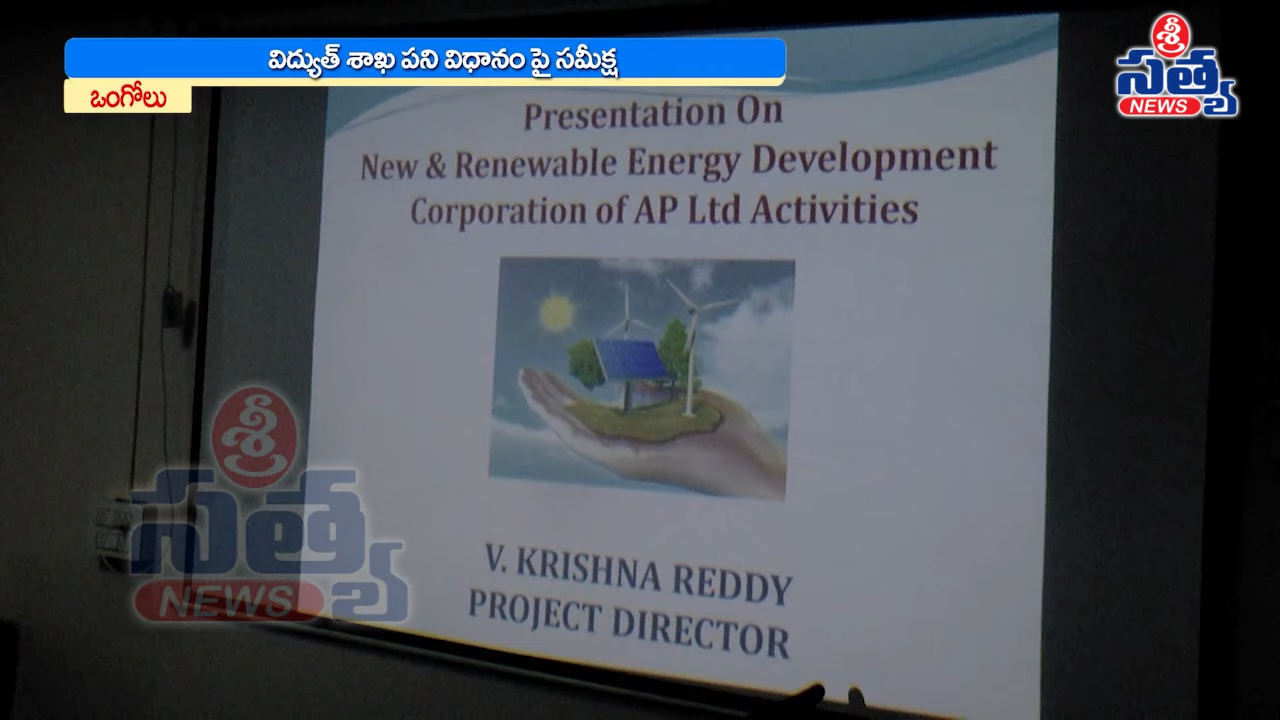 విద్యుత్ శాఖ పని విధానం పై సమీక్ష
ఒంగోలు
శ్రీ
సత్య
NEWS
Presentation On
New & Renewable Energy Development
Corporation of AP Ltd Activities
శ్రీ
సత్య
NEWS
V. KRISHNA REDDY
PROJECT DIRECTOR